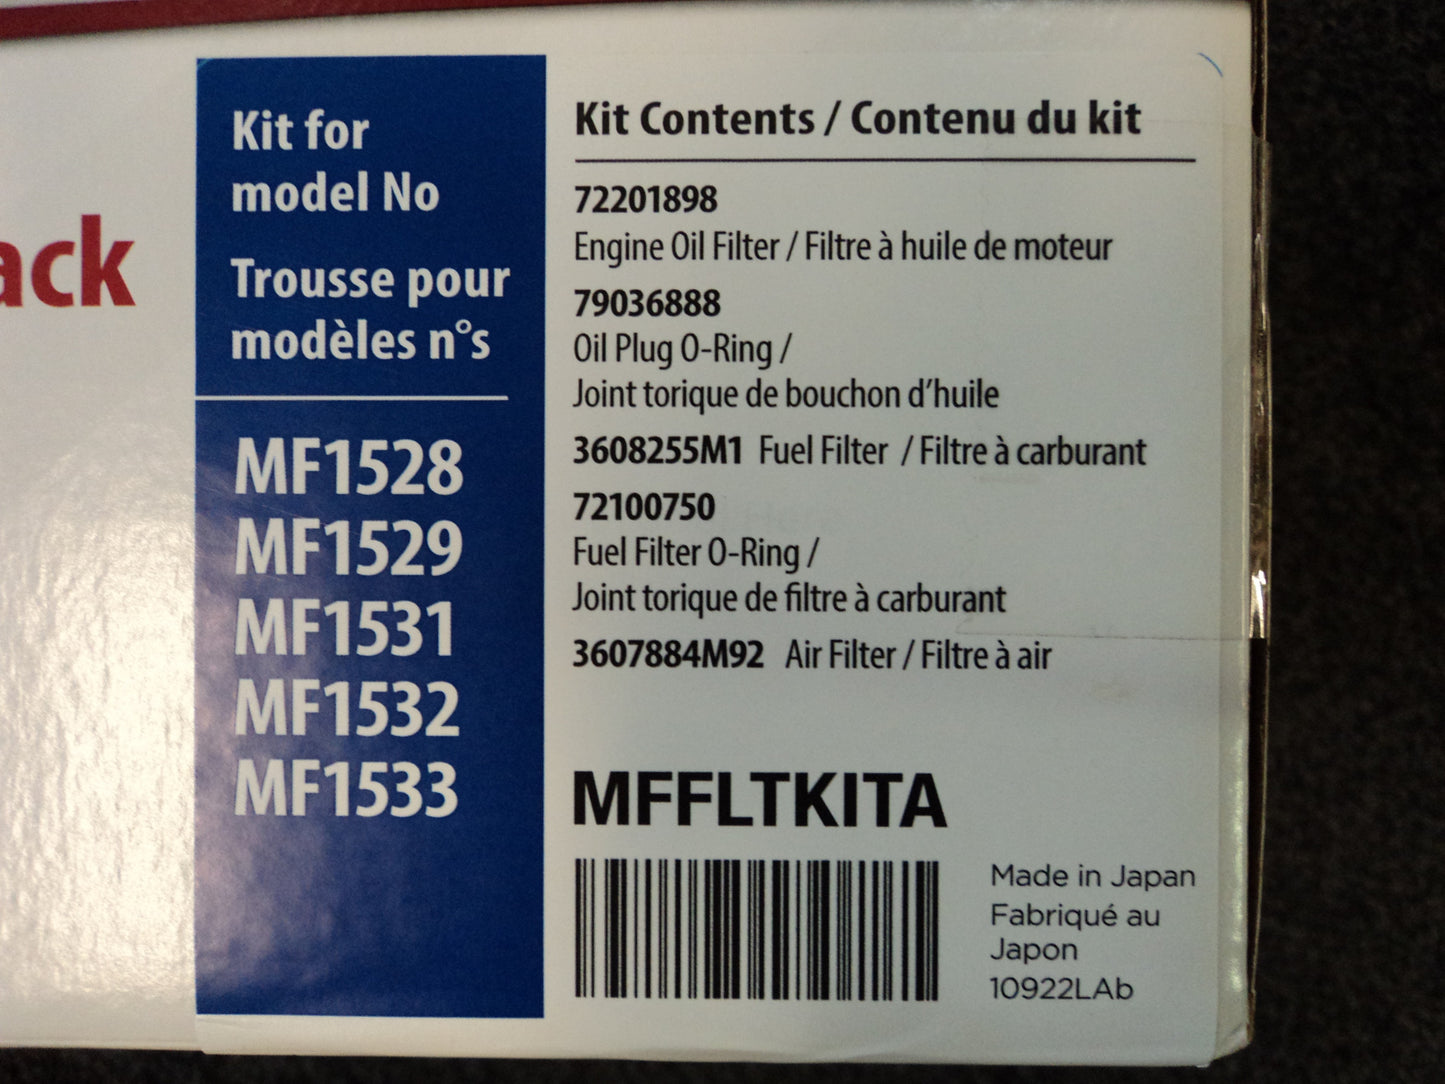 ack
Kit for
model No
Trousse pour
modèles n°s
MF1528
MF1529
MF1531
MF1532
MF1533
Kit Contents / Contenu du kit
72201898
Engine Oil Filter / Filtre à huile de moteur
79036888
Oil Plug O-Ring /
Joint torique de bouchon d'huile
3608255M1 Fuel Filter / Filtre à carburant
72100750
Fuel Filter O-Ring /
Joint torique de filtre à carburant
3607884M92 Air Filter / Filtre à air
MFFLTKITA
Made in Japan
Fabriqué au
Japon
10922LAb